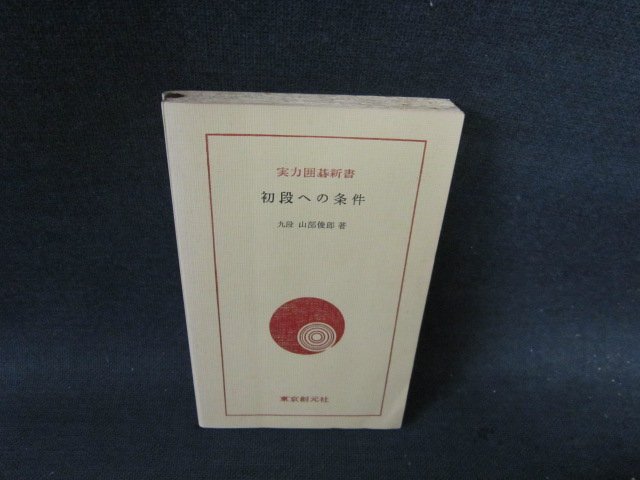 実力囲碁新書
初段への条件
九段 山部俊郎 著
東京創元社